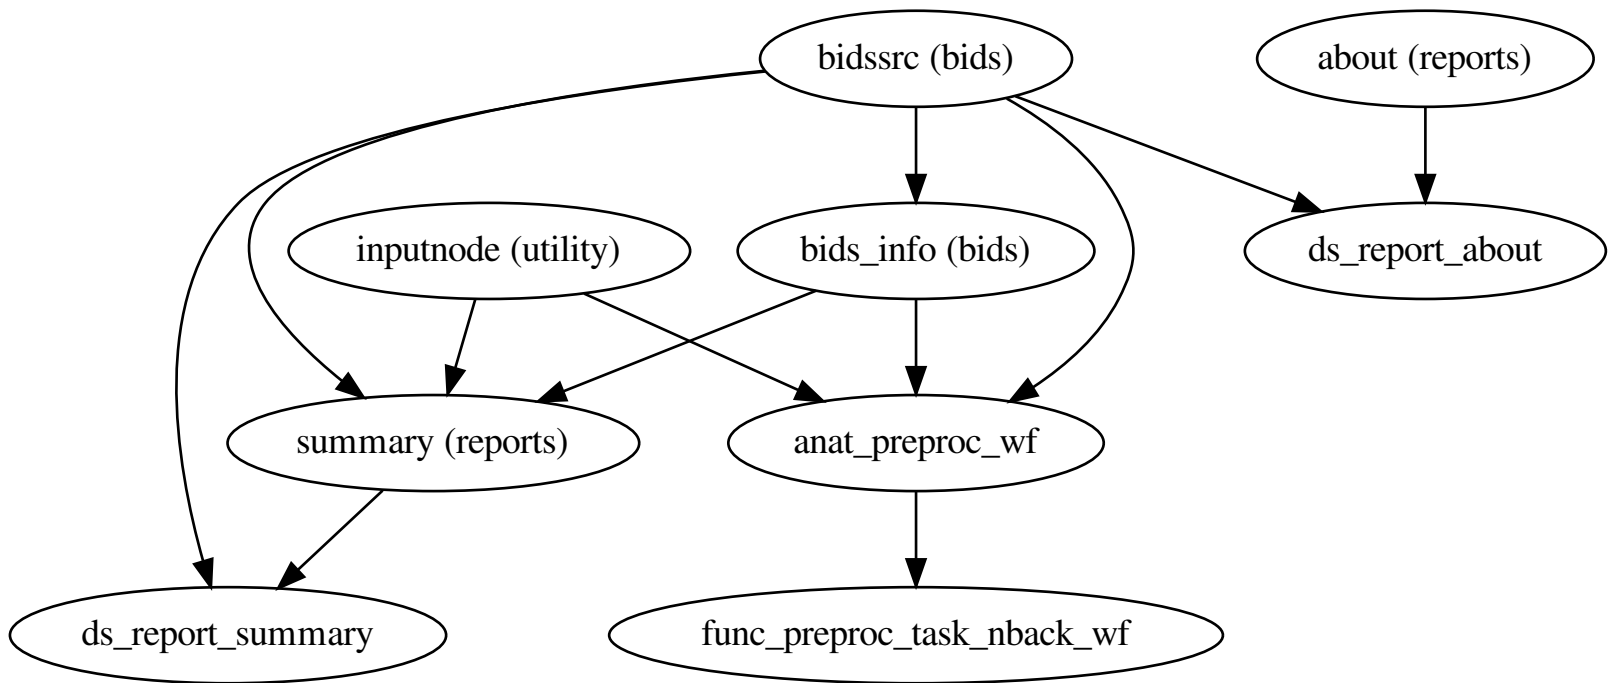 bidssrc (bids)
about (reports)
inputnode (utility)
bids_info (bids)
ds_report_about
summary (reports)
anat_preproc_wf
ds_report_summary
func_preproc_task_nback_wf